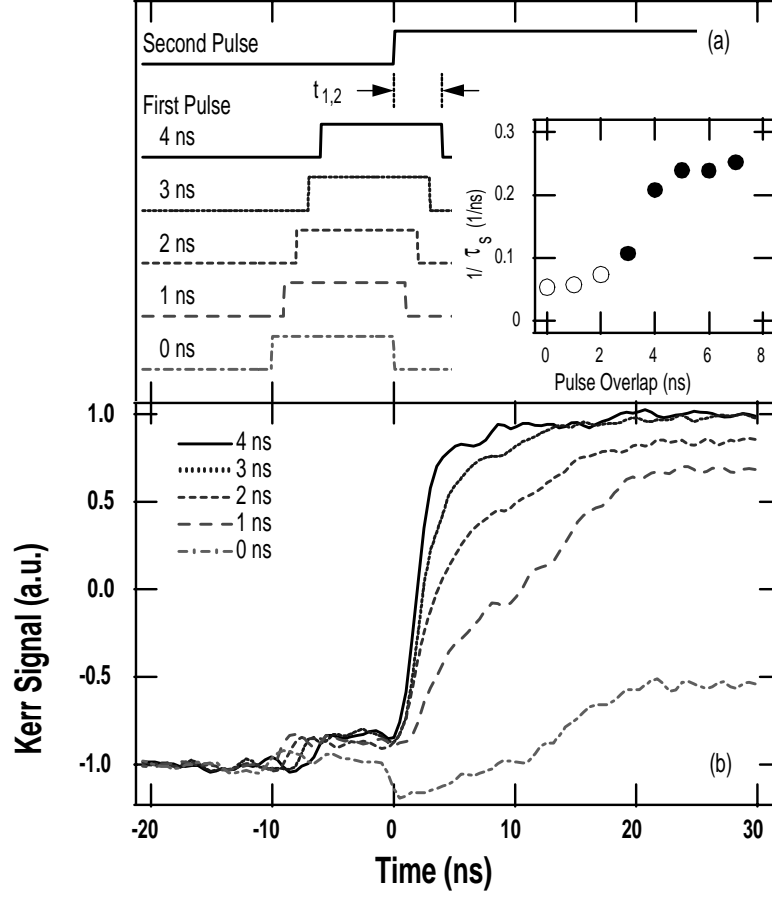 Second Pulse
(a)
t1,2
First Pulse
4 ns
3 ns
2 ns
1 ns
0 ns
0.3
0.2
0.1
0
1/ τs (1/ns)
0 2 4 6 8
Pulse Overlap (ns)
1.0
0.5
0.0
-0.5
-1.0
Kerr Signal (a.u.)
4 ns
3 ns
2 ns
1 ns
0 ns
(b)
-20 -10 0 10 20 30
Time (ns)